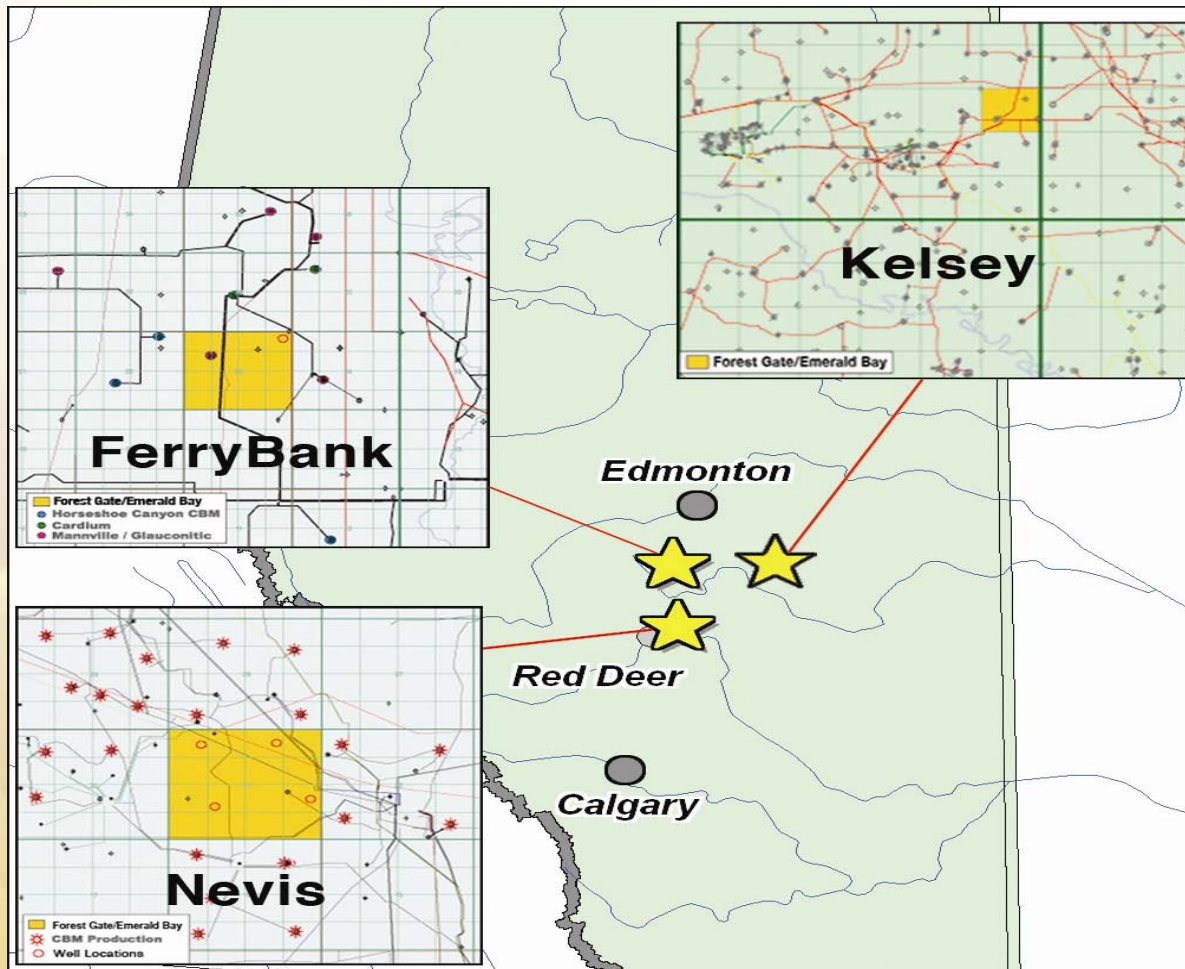 Kelsey
Forest Gate/Emerald Bay
FerryBank
Forest Gate/Emerald Bay
Horseshoe Canyon CBM
Cardium
Mannville / Glauconitic
Edmonton
Red Deer
Calgary
Nevis
Forest Gate/Emerald Bay
CBM Production
Well Locations